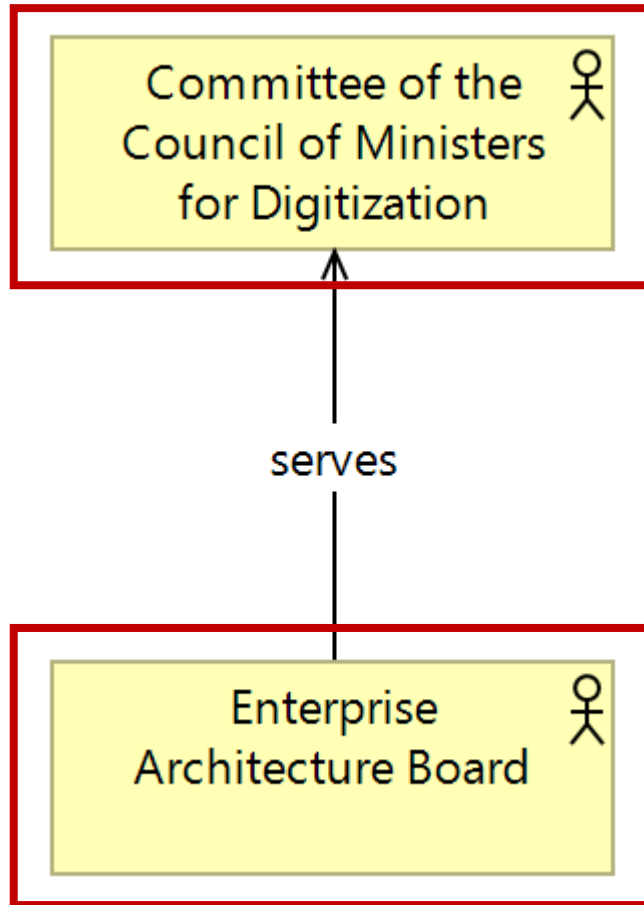 Committee of the
Council of Ministers
for Digitization
serves
Enterprise
Architecture Board